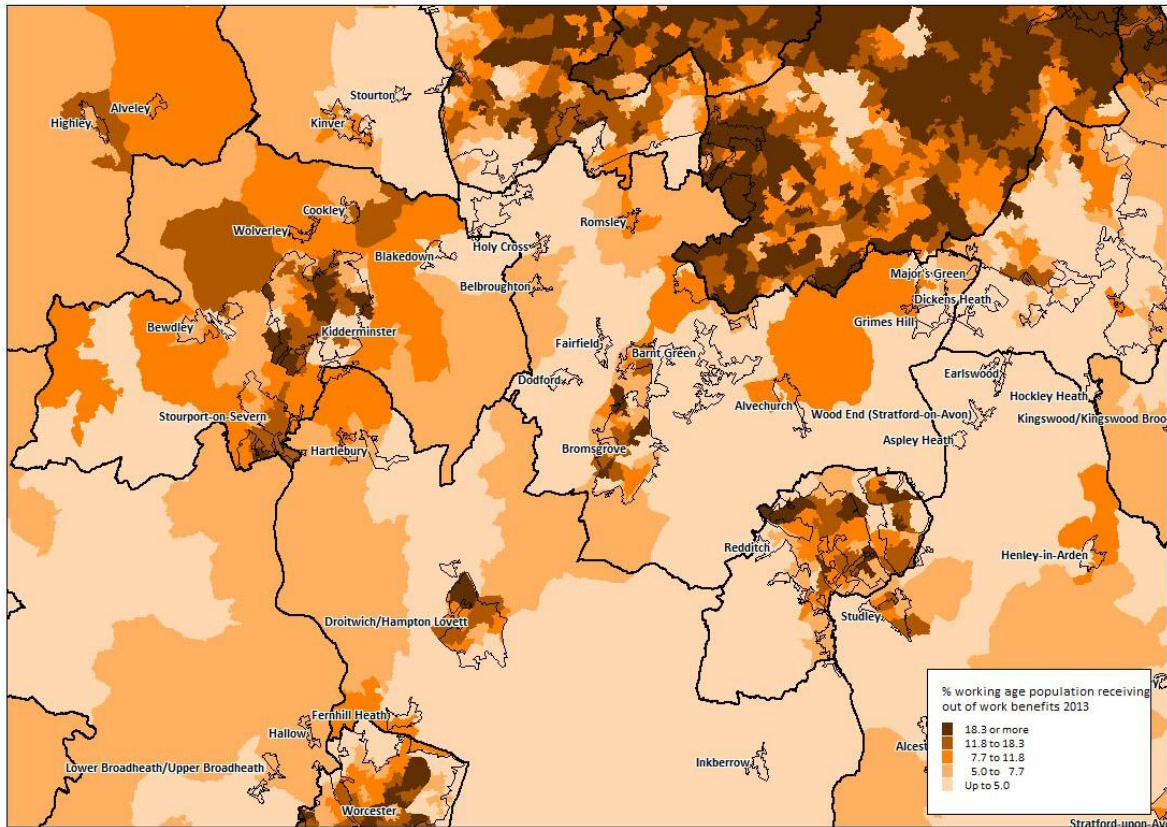 Stourton
Alveley
Highley
Kinver
Cookley
Wolverley
Romsley
Holy Cross
Blakedown
Belbroughton
Major's Green
Dickens Heath
Grimes Hill
Bewdley
Kidderminster
Fairfield
Barnt Green
Dodford
Earlswood
Hockley Heath
Alvechurch
Wood End (Stratford-on-Avon)
Kingswood/Kingswood Broo
Stourport-on-Severn
Hartlebury
Bromsgrove
Aspley Heath
Redditch
Henley-in-Arden
Studley
Droitwich/Hampton Lovett
Fernhill Heath
Hallow
Lower Broadheath/Upper Broadheath
Inkberrow
Alcest
Worcester
Stratford-upon-Av
% working age population receiving
out of work benefits 2013
18.3 or more
11.8 to 18.3
7.7 to 11.8
5.0 to 7.7
Up to 5.0